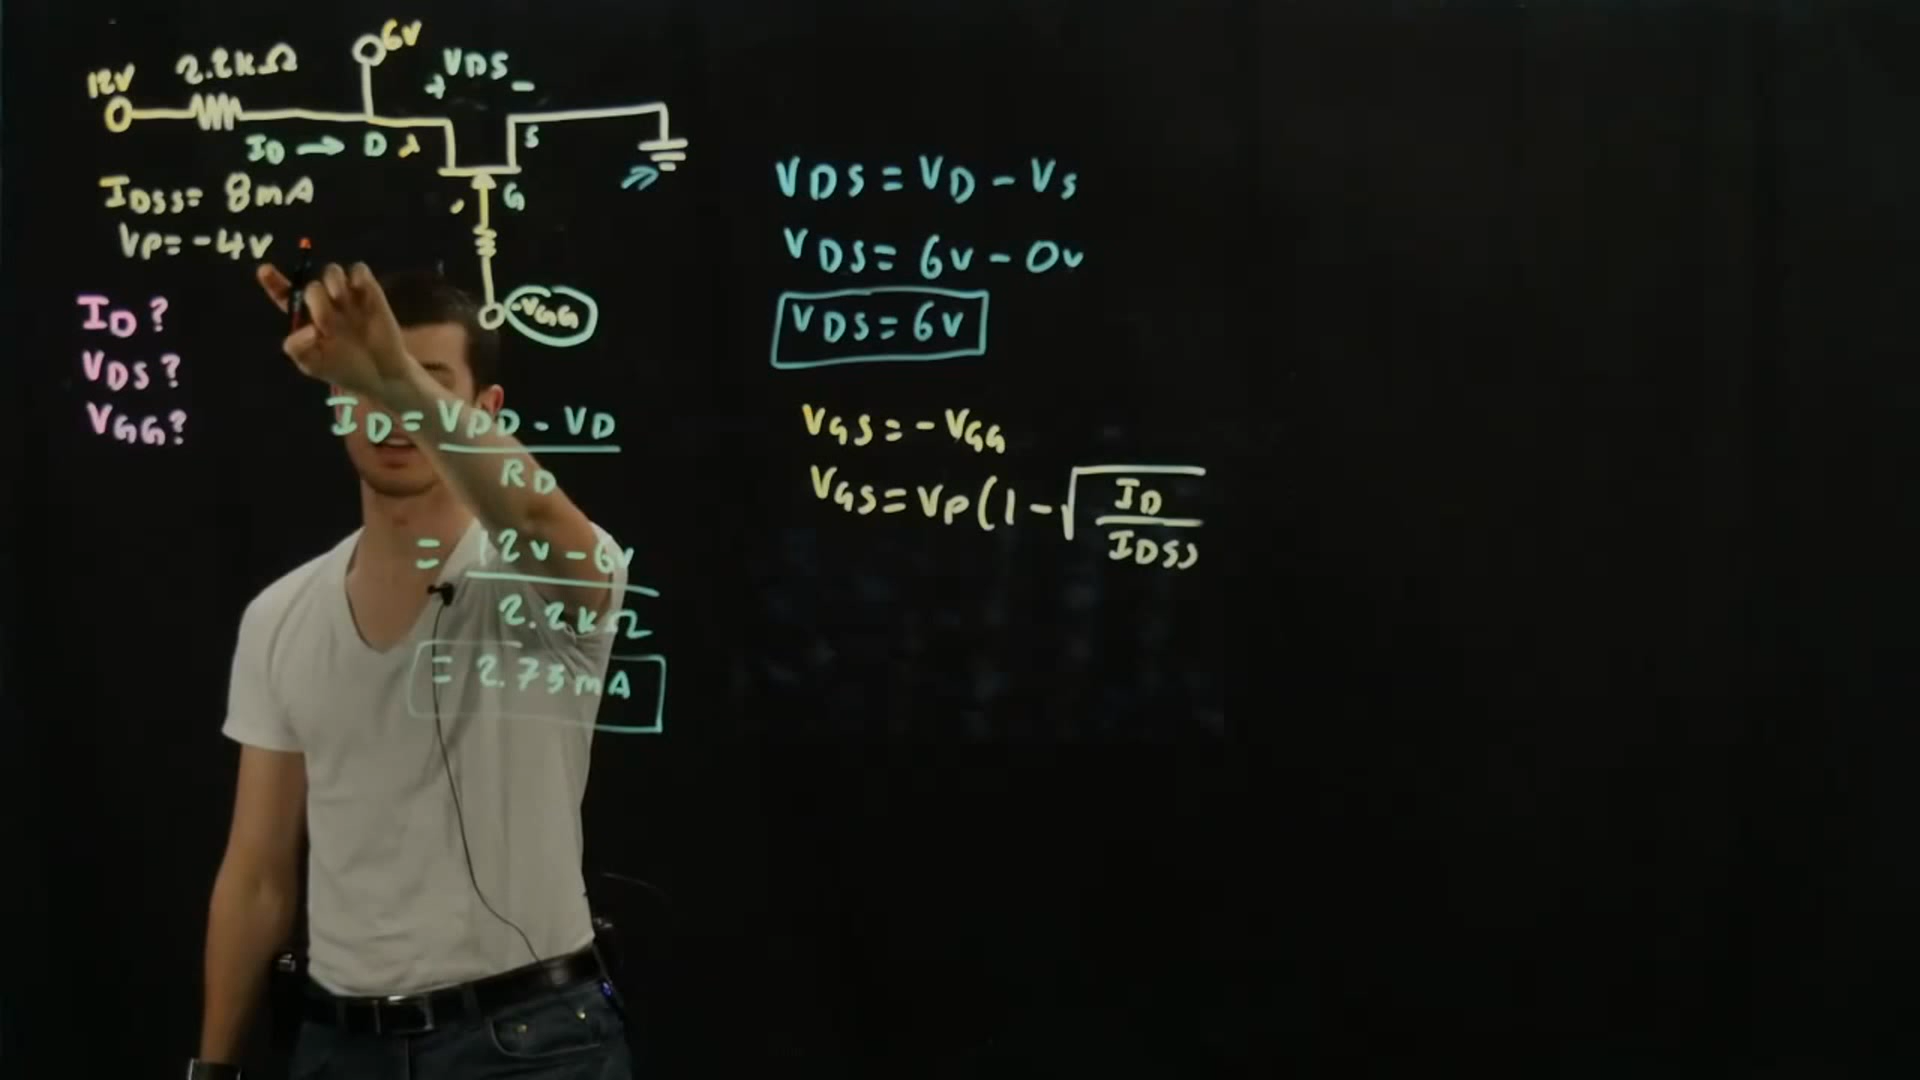 6V
12V 2.2KΩ + VDS -
ID → D S
G
IDSS = 8mA
VP = -4V
-VGG
ID?
VDS?
VGG?
ID = VDD - VD
RD
= 12V - 6V
2.2KΩ
= 2.73mA
VDS = VD - VS
VDS = 6V - 0V
VDS = 6V
VGS = -VGG
VGS = VP(1 - √ID
IDSS